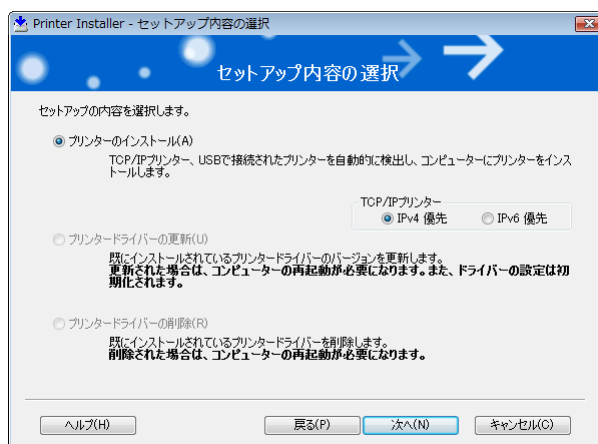 Printer Installer - セットアップ内容の選択
セットアップ内容の選択
セットアップの内容を選択します。
プリンターのインストール(A)
TCP/IPプリンター、USBで接続されたプリンターを自動的に検出し、コンピューターにプリンターをインス
トールします。
TCP/IPプリンター
IPv4 優先
IPv6 優先
プリンタードライバーの更新(U)
既にインストールされているプリンタードライバーのバージョンを更新します。
更新された場合は、コンピューターの再起動が必要になります。また、ドライバーの設定は初
期化されます。
プリンタードライバーの削除(R)
既にインストールされているプリンタードライバーを削除します。
削除された場合は、コンピューターの再起動が必要になります。
ヘルプ(H)
戻る(P)
次へ(N)
キャンセル(C)